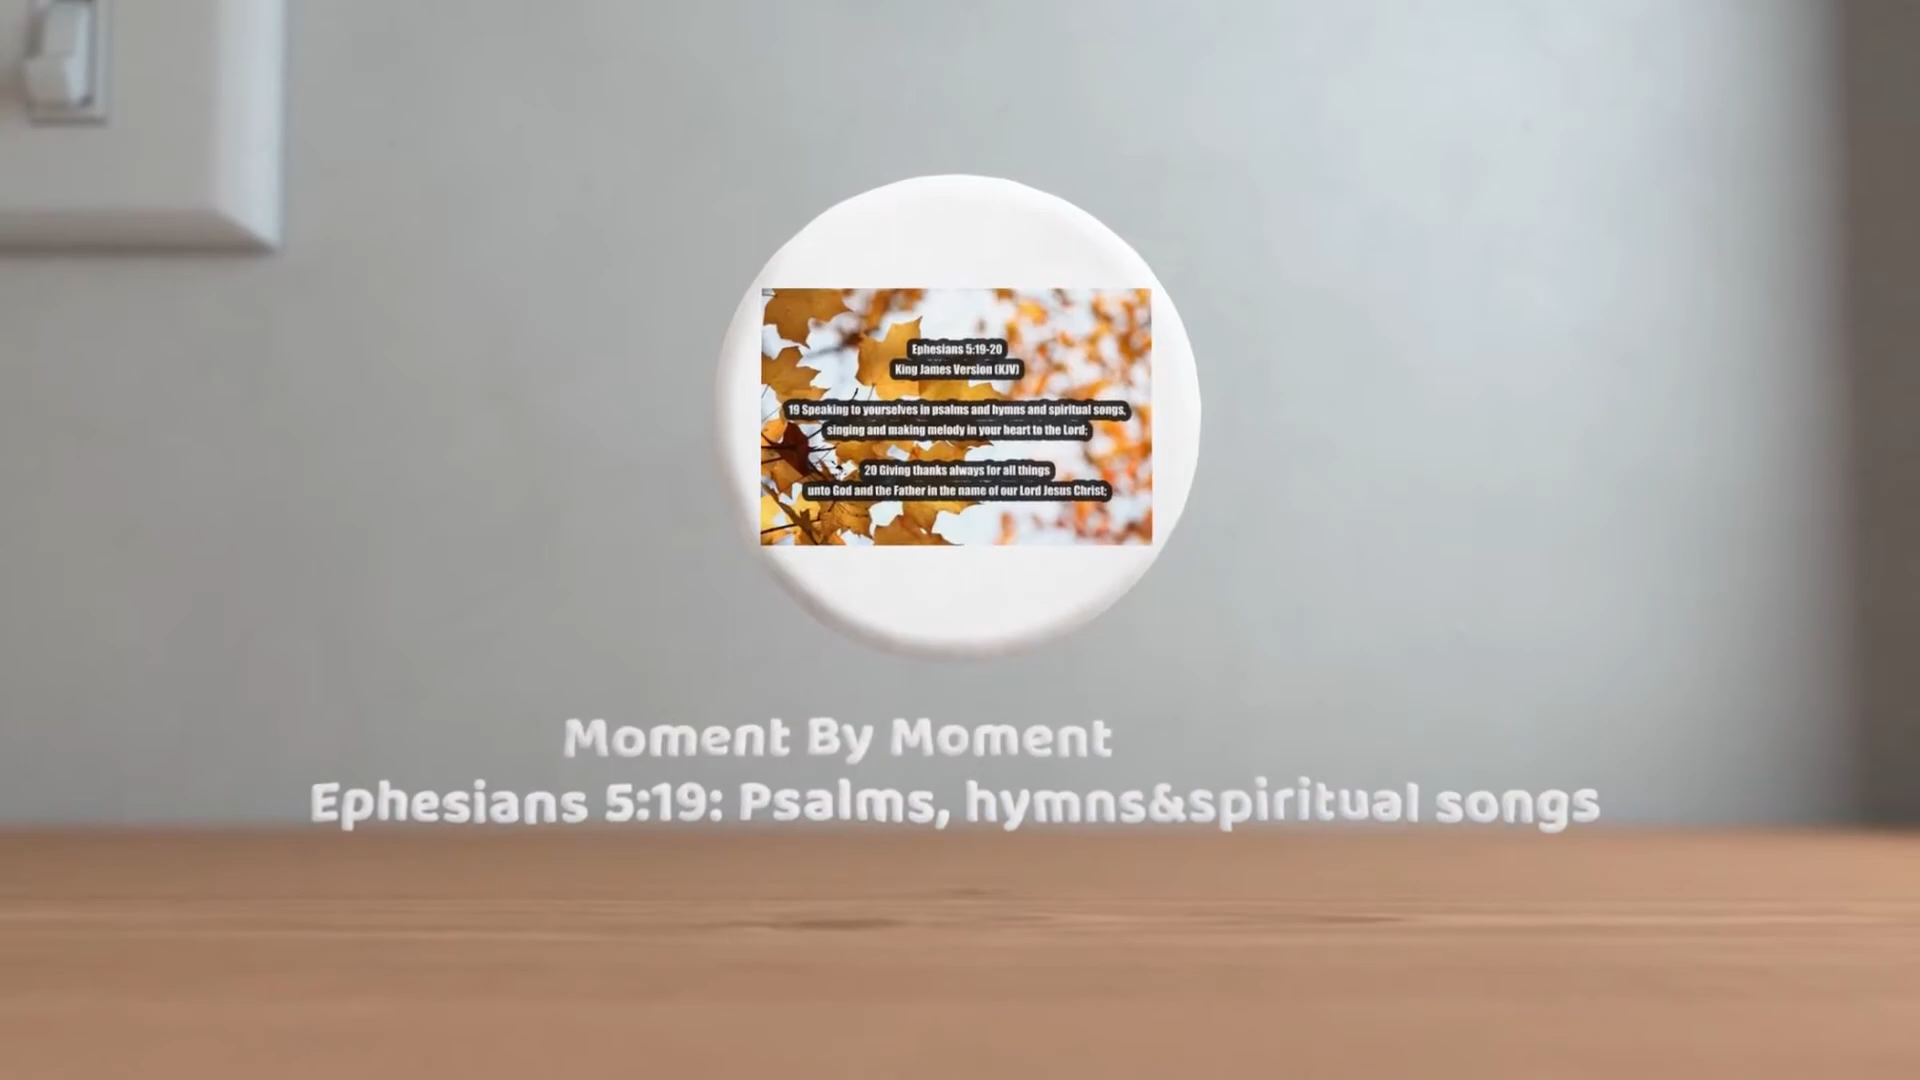 Ephesians 5:19-20
King James Version (KJV)
19 Speaking to yourselves in psalms and hymns and spiritual songs,
singing and making melody in your heart to the Lord;
20 Giving thanks always for all things
unto God and the Father in the name of our Lord Jesus Christ;
Moment By Moment
Ephesians 5:19: Psalms, hymns&spiritual songs